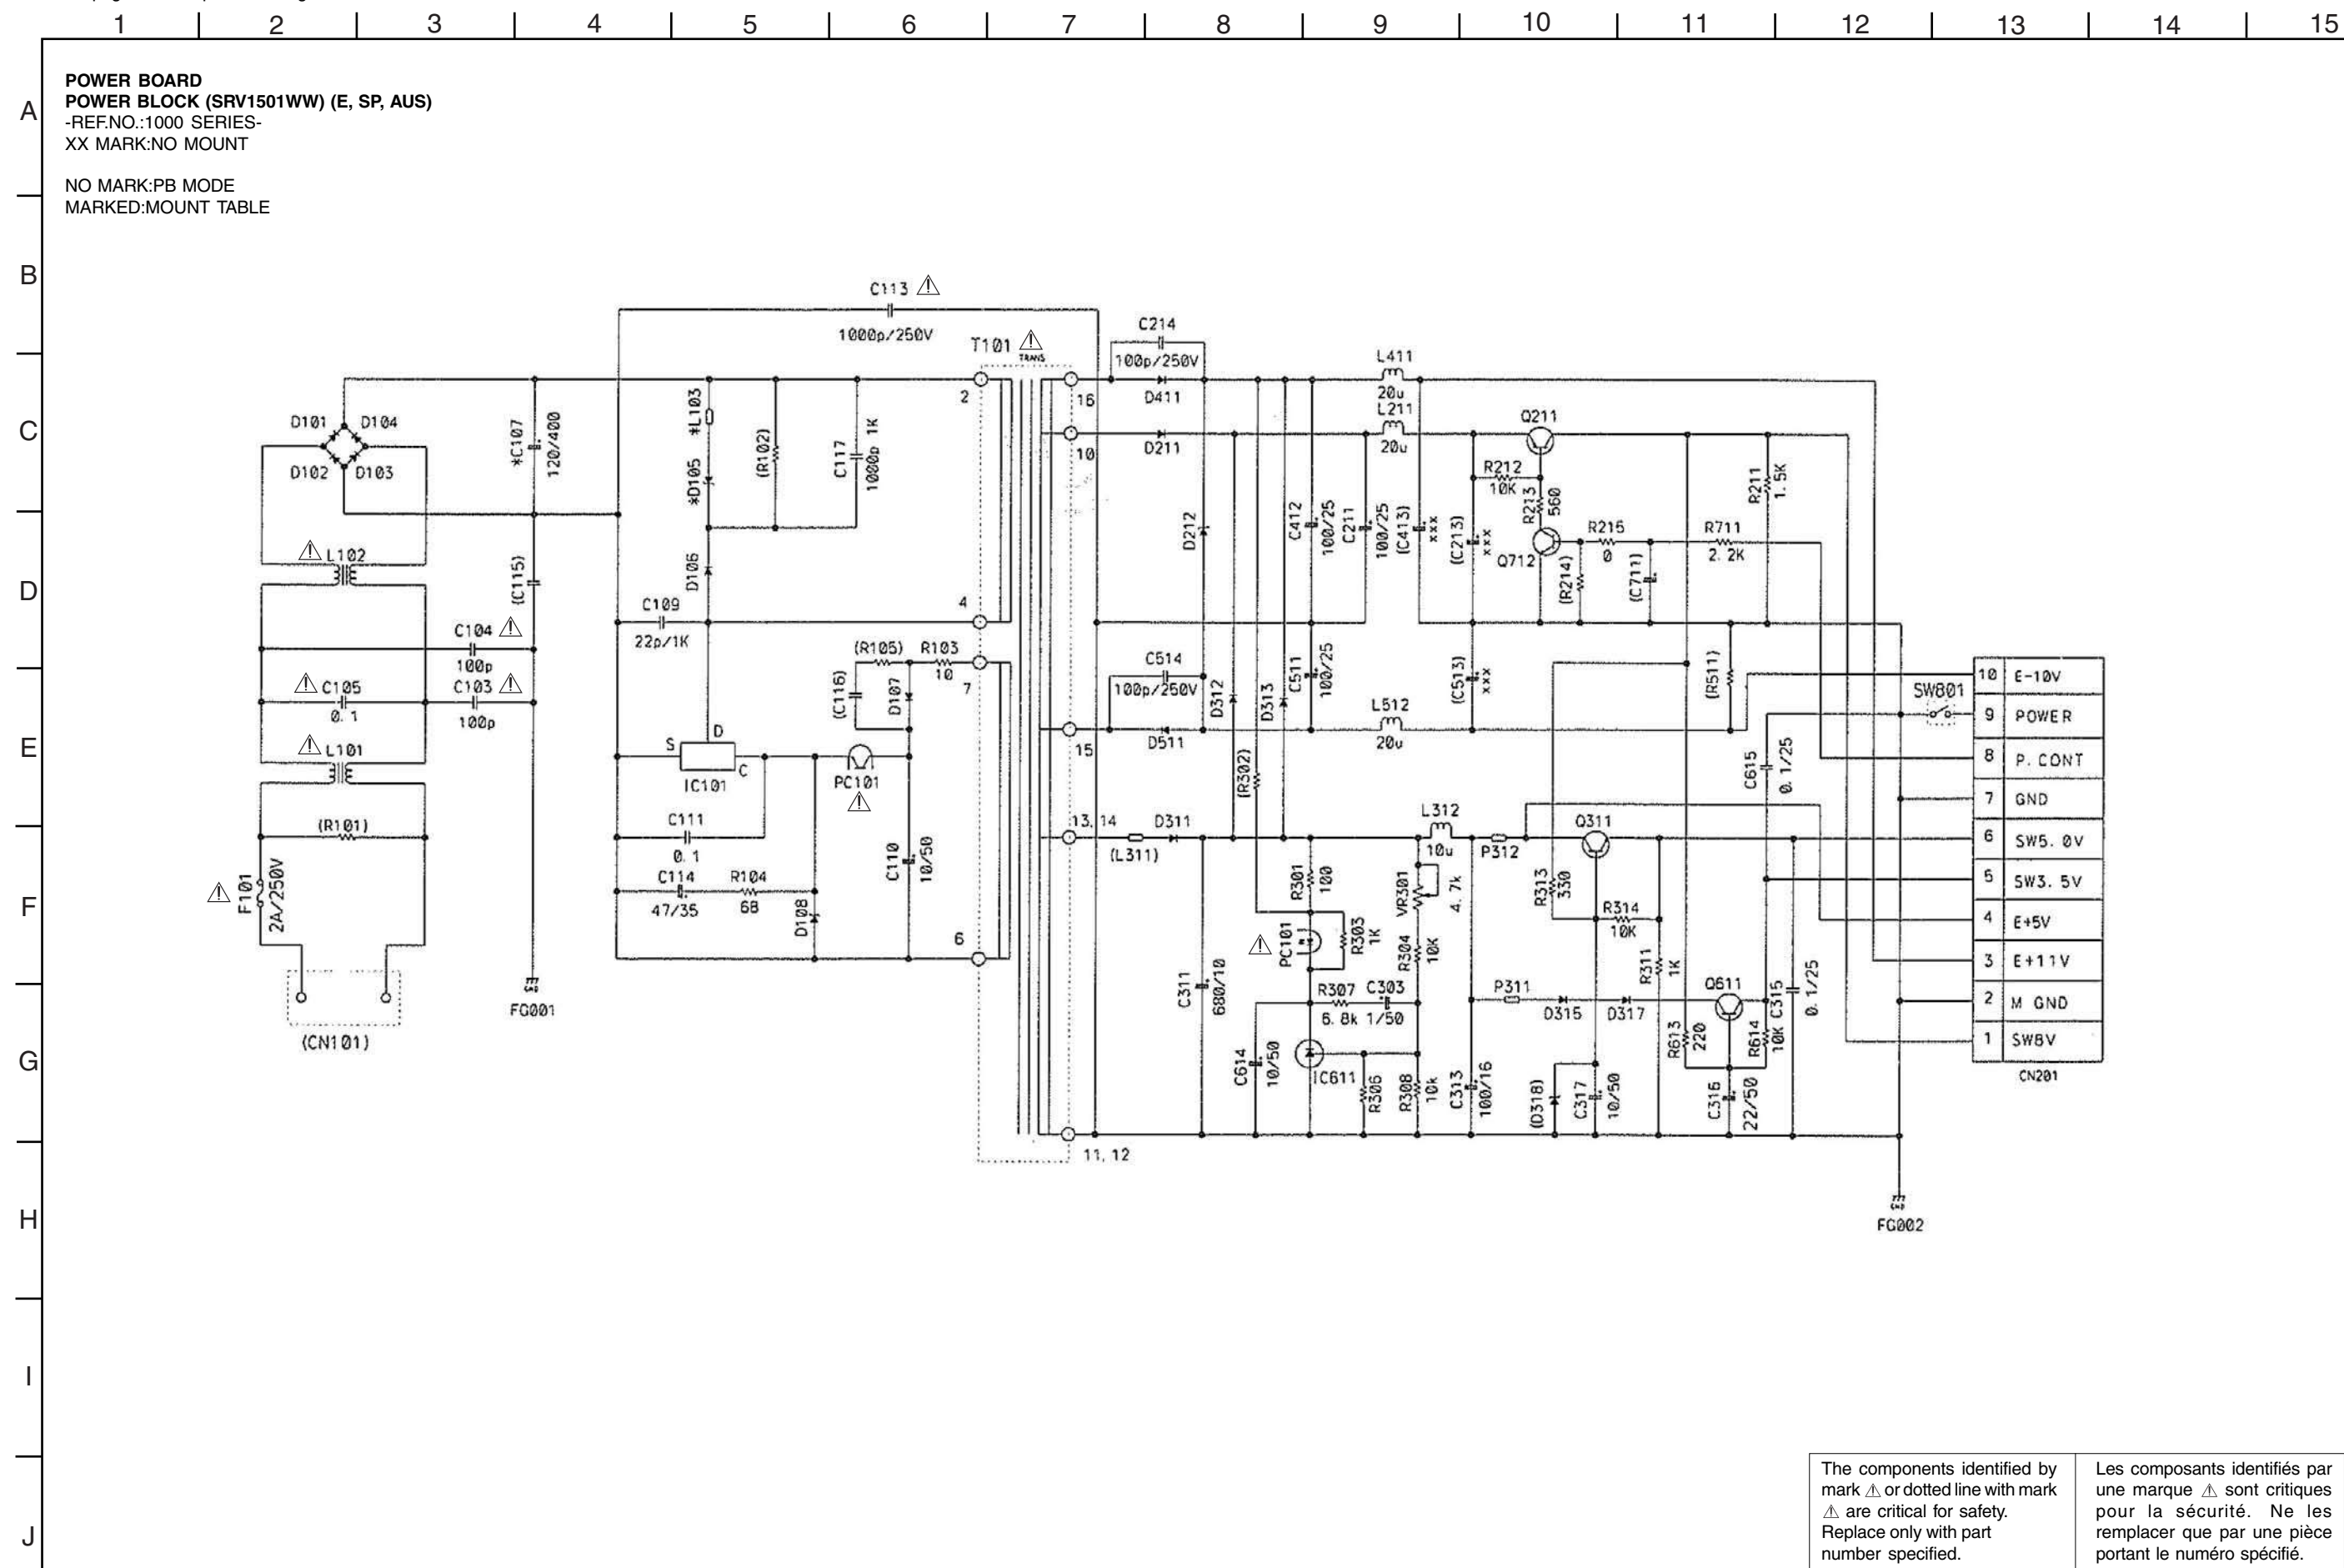 1 2 3 4 5 6 7 8 9 10 11 12 13 14 15
A
B
C
D
E
F
G
H
I
J
POWER BOARD
POWER BLOCK (SRV1501WW) (E, SP, AUS)
-REF.NO.:1000 SERIES-
XX MARK:NO MOUNT
NO MARK:PB MODE
MARKED:MOUNT TABLE
C113
1000p/250V
T101
TRANS
C214
100p/250V
D411
L411
20u
L211
20u
D211
D101
D104
D102
D103
*C107
120/400
*L103
*D105
(R102)
C117
1000p 1K
2
16
10
Q211
R212
10K
R213
560
R211
1.5K
D212
C412
100/25
C211
100/25
(C413)
xxx
(C213)
xxx
Q712
R215
0
(R214)
(C711)
R711
2.2K
L102
(C115)
D106
C109
22p/1K
4
C104
100p
C105
0.1
C103
100p
L101
(R105)
R103
10
7
(C116)
D107
C514
100p/250V
D511
15
D312
D313
C511
100/25
(C513)
xxx
L512
20u
(R511)
S
D
C
IC101
PC101
(R302)
C615
0.1/25
SW801
10 E-10V
9 POWER
8 P.CONT
7 GND
6 SW5.0V
5 SW3.5V
4 E+5V
3 E+11V
2 M GND
1 SW8V
CN201
(R101)
F101
2A/250V
(CN101)
FG001
C111
0.1
C114
47/35
R104
68
D108
C110
10/50
6
13, 14
(L311)
D311
L312
10u
P312
Q311
R301
100
VR301
4.7k
R313
330
R314
10K
PC101
R303
1K
R304
10K
R311
1K
C311
680/10
R307
6.8k
C303
1/50
P311
D315
D317
Q611
C315
0.1/25
C614
10/50
IC611
R306
R308
10k
C313
100/16
(D318)
C317
10/50
R613
220
R614
10K
C316
22/50
11, 12
FG002
The components identified by
mark ⚠ or dotted line with mark
⚠ are critical for safety.
Replace only with part
number specified.
Les composants identifiés par
une marque ⚠ sont critiques
pour la sécurité. Ne les
remplacer que par une pièce
portant le numéro spécifié.